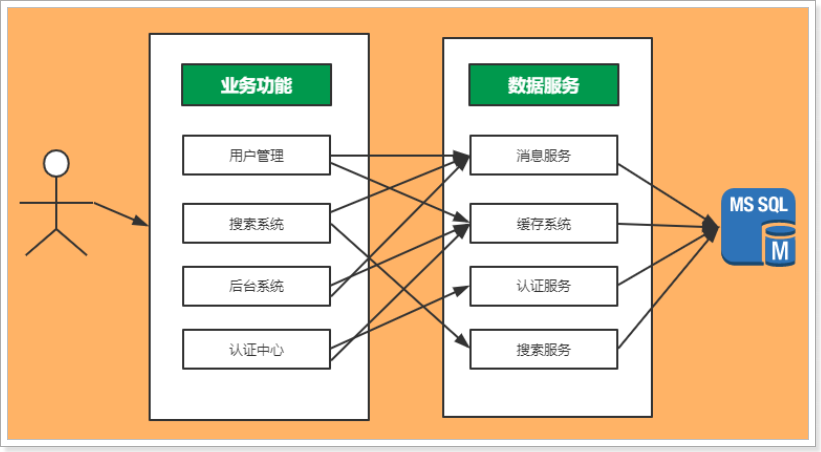 业务功能
用户管理
搜索系统
后台系统
认证中心
数据服务
消息服务
缓存系统
认证服务
搜索服务
MS SQL
M